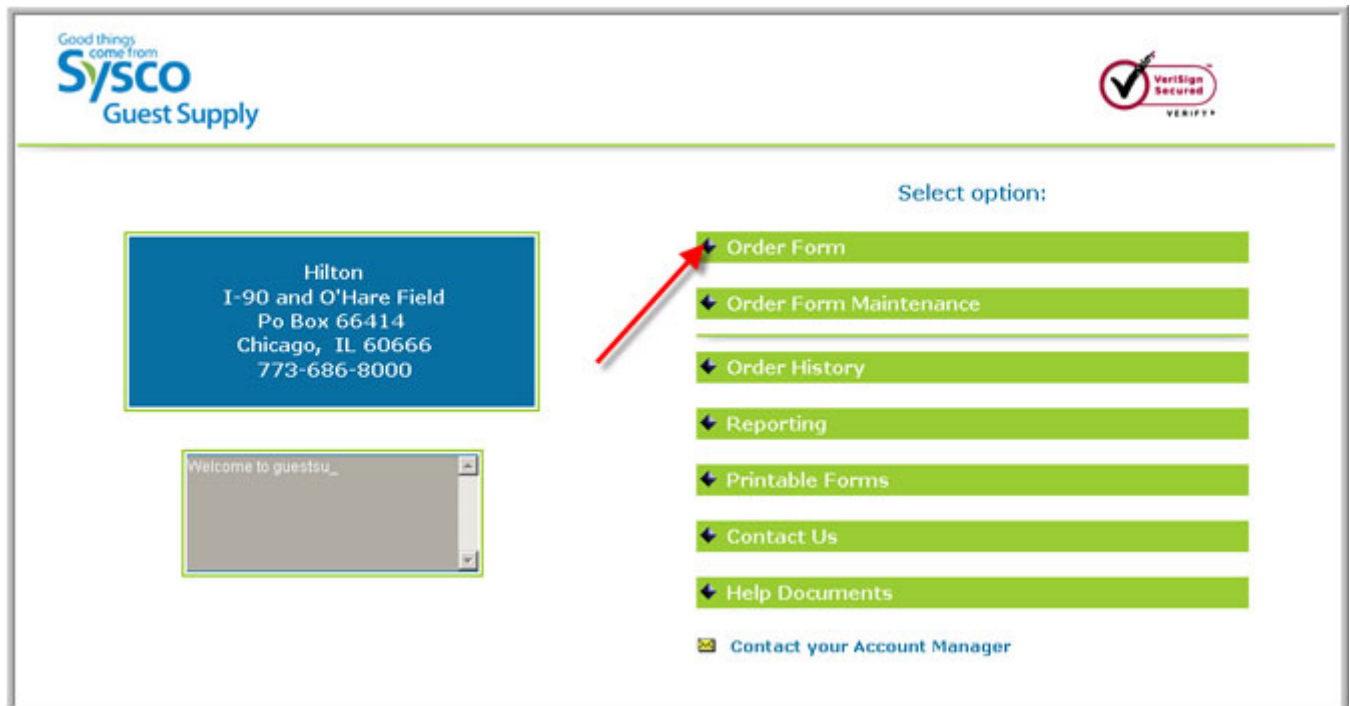 Good things
come from
Sysco
Guest Supply
VeriSign
Secured
VERIFY
Select option:
Hilton
I-90 and O'Hare Field
Po Box 66414
Chicago, IL 60666
773-686-8000
Welcome to guestsu_
Order Form
Order Form Maintenance
Order History
Reporting
Printable Forms
Contact Us
Help Documents
Contact your Account Manager